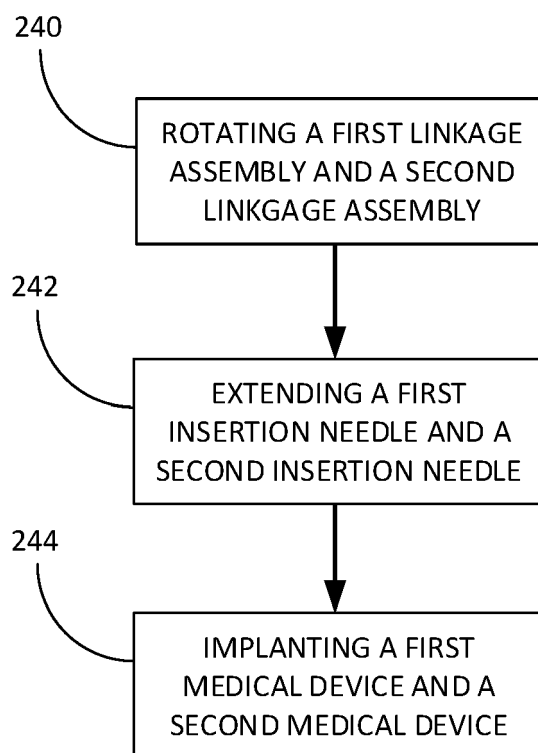 240
ROTATING A FIRST LINKAGE
ASSEMBLY AND A SECOND
LINKGAGE ASSEMBLY
242
EXTENDING A FIRST
INSERTION NEEDLE AND A
SECOND INSERTION NEEDLE
244
IMPLANTING A FIRST
MEDICAL DEVICE AND A
SECOND MEDICAL DEVICE